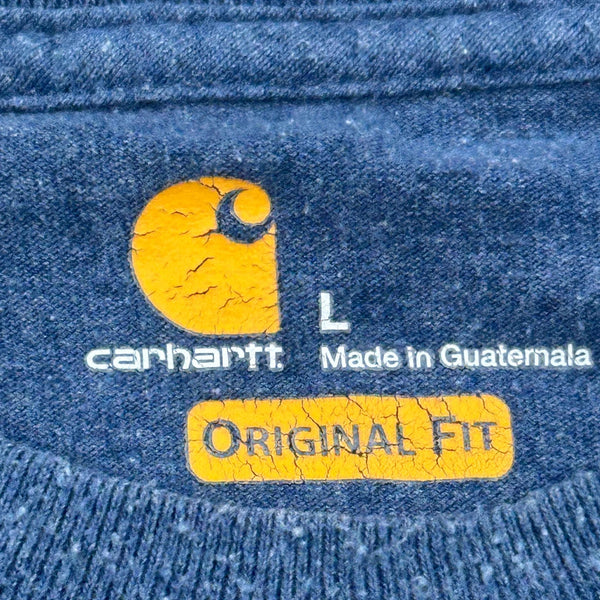 L
carhartt
Made in Guatemala
ORIGINAL FIT